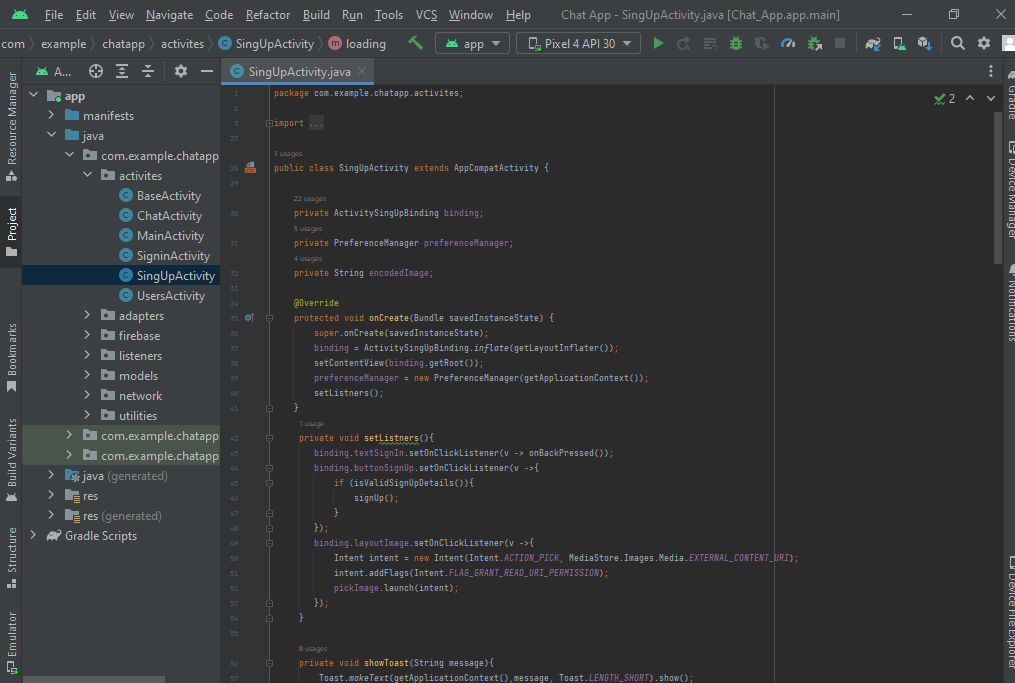 File Edit View Navigate Code Refactor Build Run Tools VCS Window Help Chat App - SingUpActivity.java [Chat_App.app.main]
com example chatapp activites SingUpActivity loading app Pixel 4 API 30
A... SingUpActivity.java
Resource Manager
Project
Bookmarks
Build Variants
Structure
Emulator
app
manifests
java
com.example.chatapp
activites
BaseActivity
ChatActivity
MainActivity
SigninActivity
SingUpActivity
UsersActivity
adapters
firebase
listeners
models
network
utilities
com.example.chatapp
com.example.chatapp
java (generated)
res
res (generated)
Gradle Scripts
2
1 package com.example.chatapp.activites;
2
3 import ...
27
3 usages
28 public class SingUpActivity extends AppCompatActivity {
29
22 usages
30 private ActivitySingUpBinding binding;
5 usages
31 private PreferenceManager preferenceManager;
4 usages
32 private String encodedImage;
33
34 @Override
35 protected void onCreate(Bundle savedInstanceState) {
36 super.onCreate(savedInstanceState);
37 binding = ActivitySingUpBinding.inflate(getLayoutInflater());
38 setContentView(binding.getRoot());
39 preferenceManager = new PreferenceManager(getApplicationContext());
40 setListners();
41 }
1 usage
42 private void setListners(){
43 binding.textSignIn.setOnClickListener(v -> onBackPressed());
44 binding.buttonSignUp.setOnClickListener(v ->{
45 if (isValidSignUpDetails()){
46 signUp();
47 }
48 });
49 binding.layoutImage.setOnClickListener(v ->{
50 Intent intent = new Intent(Intent.ACTION_PICK, MediaStore.Images.Media.EXTERNAL_CONTENT_URI);
51 intent.addFlags(Intent.FLAG_GRANT_READ_URI_PERMISSION);
52 pickImage.launch(intent);
53 });
54 }
55
8 usages
56 private void showToast(String message){
57 Toast.makeText(getApplicationContext(),message, Toast.LENGTH_SHORT).show();
Gradle
Device Manager
Notifications
Device File Explorer